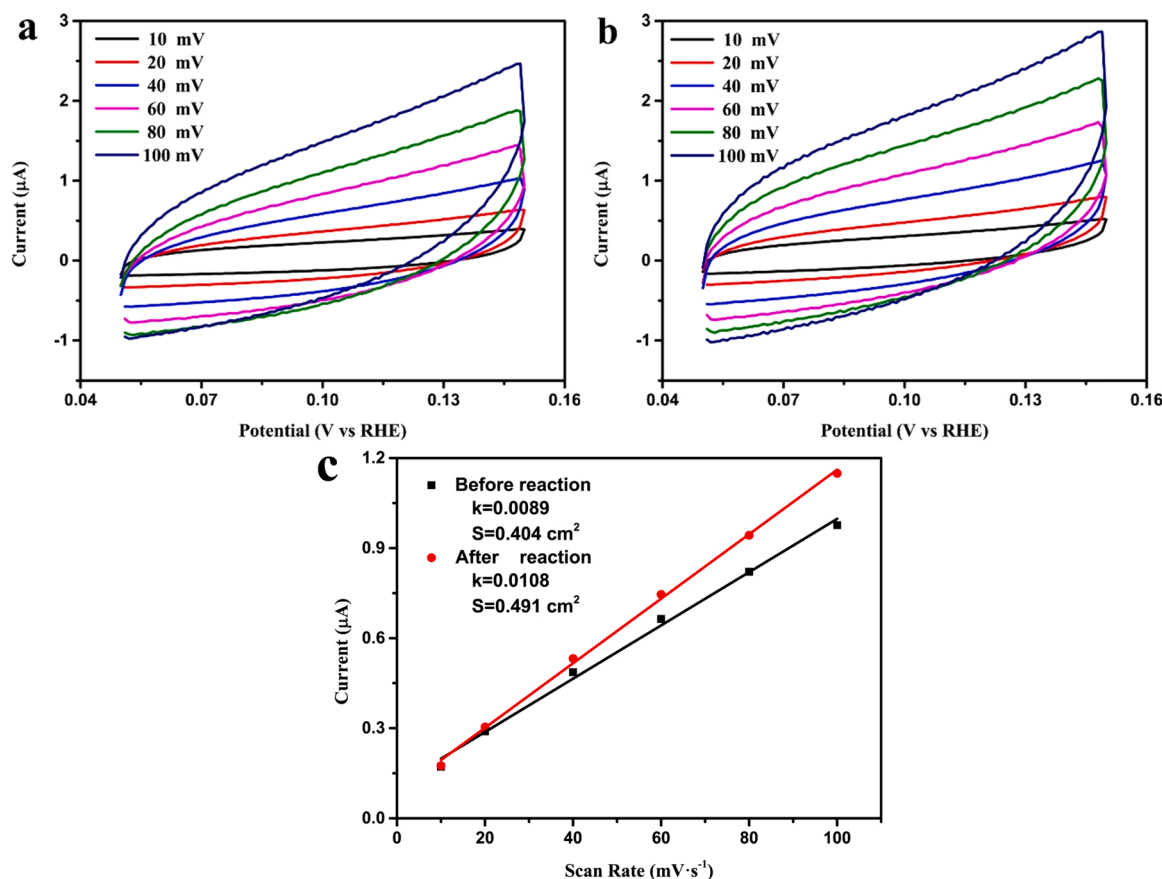 a
3
2
1
0
-1
10 mV
20 mV
40 mV
60 mV
80 mV
100 mV
Current (μA)
0.04 0.07 0.10 0.13 0.16
Potential (V vs RHE)
b
3
2
1
0
-1
10 mV
20 mV
40 mV
60 mV
80 mV
100 mV
Current (μA)
0.04 0.07 0.10 0.13 0.16
Potential (V vs RHE)
c
1.2
0.9
0.6
0.3
0.0
Before reaction
k=0.0089
S=0.404 cm²
After reaction
k=0.0108
S=0.491 cm²
Current (μA)
0 20 40 60 80 100
Scan Rate (mV·s⁻¹)